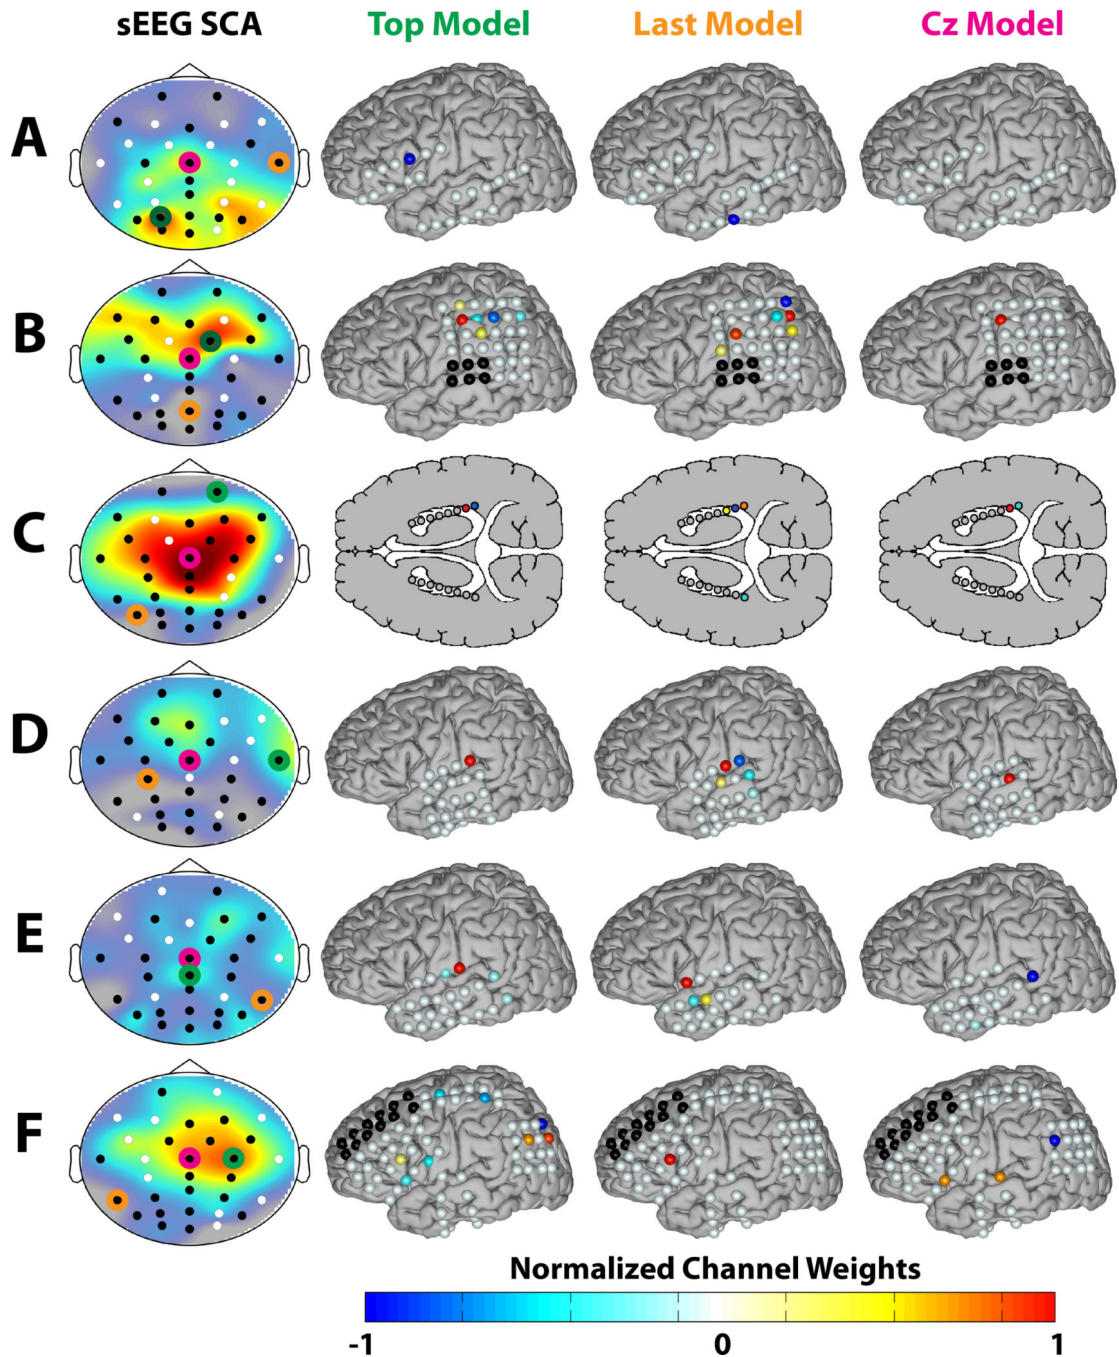 sEEG SCA Top Model Last Model Cz Model
A
B
C
D
E
F
Normalized Channel Weights
-1 0 1